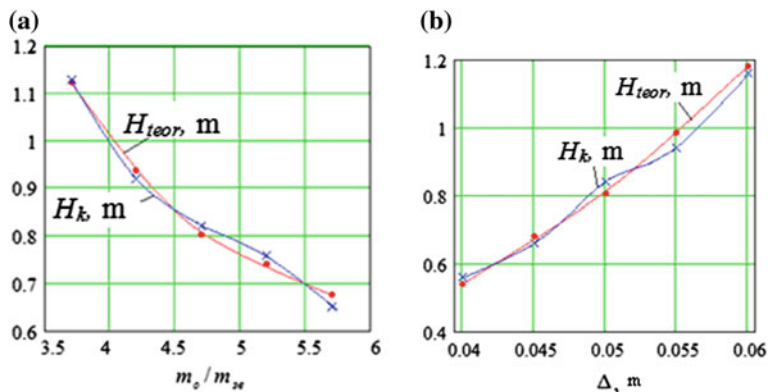 (a)
1.2
1.1
1
0.9
0.8
0.7
0.6
3.5 4 4.5 5 5.5 6
H_teor, m
H_k, m
m_o / m_зе
(b)
1.2
1
0.8
0.6
0.4
0.04 0.045 0.05 0.055 0.06
H_teor, m
H_k, m
Δ, m